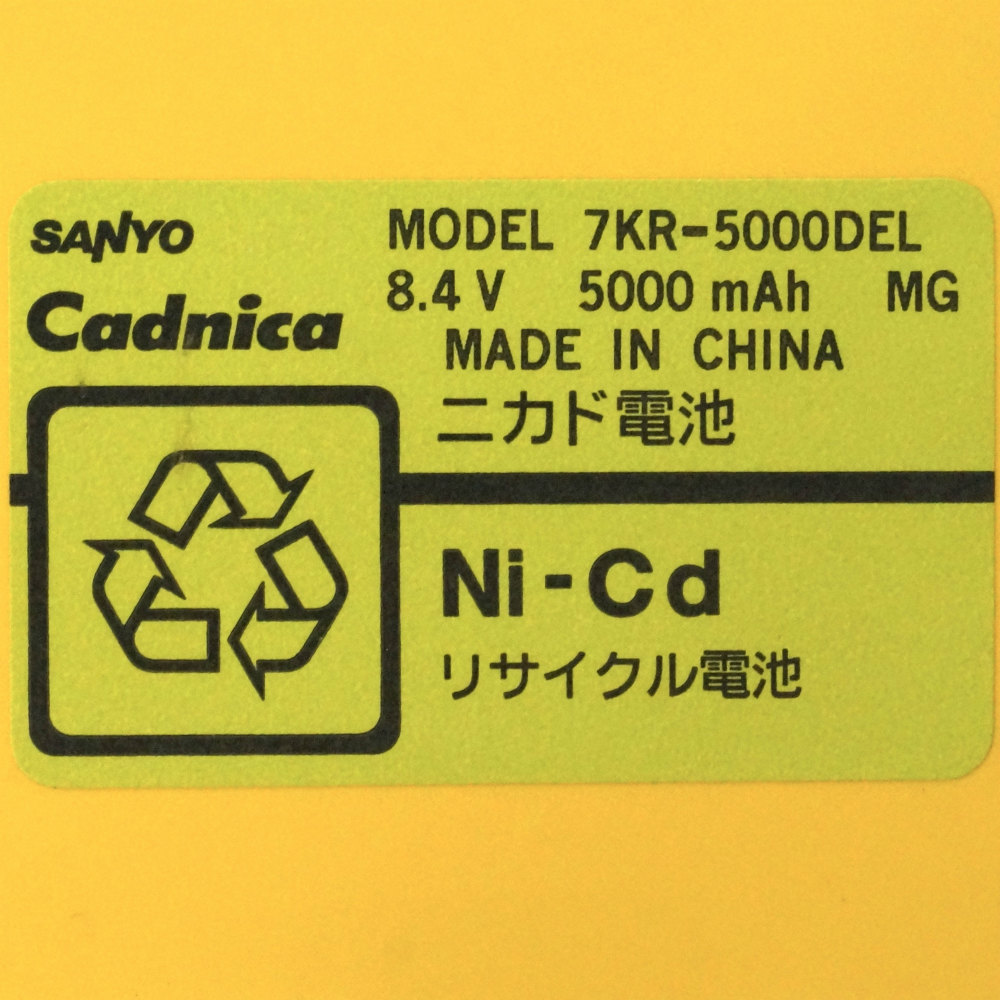 SANYO
Cadnica
MODEL 7KR-5000DEL
8.4 V 5000 mAh MG
MADE IN CHINA
ニカド電池
Ni-Cd
リサイクル電池